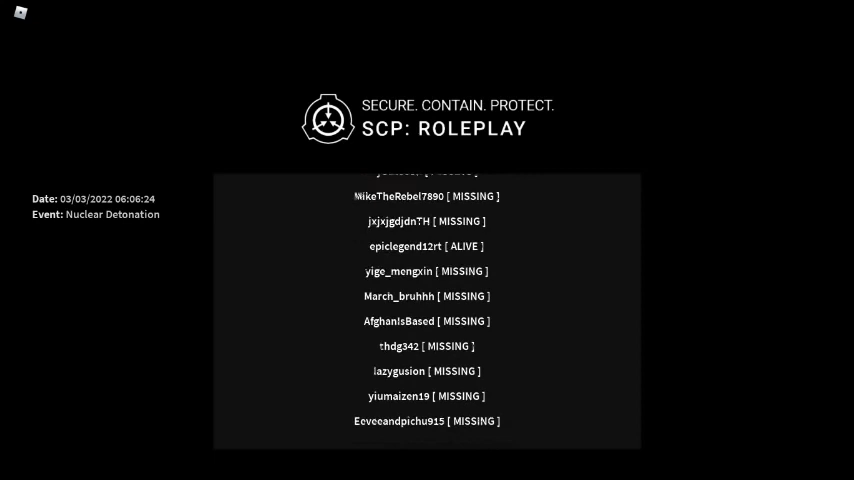 SECURE. CONTAIN. PROTECT.
SCP: ROLEPLAY
Date: 03/03/2022 06:06:24
Event: Nuclear Detonation
MikeTheRebel7890 [ MISSING ]
jxjxjgdjdnTH [ MISSING ]
epiclegend12rt [ ALIVE ]
yige_mengxin [ MISSING ]
March_bruhhh [ MISSING ]
AfghanIsBased [ MISSING ]
thdg342 [ MISSING ]
lazygusion [ MISSING ]
yiumaizen19 [ MISSING ]
Eeveeandpichu915 [ MISSING ]